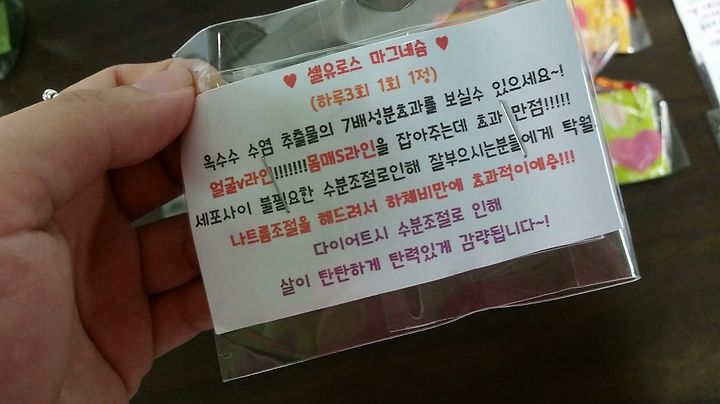 ♥ 셀유로스 마그네슘 ♥
(하루3회 1회 1정)
옥수수 수염 추출물의 7배성분효과를 보실수 있으세요~!
얼굴v라인!!!!!!!몸매S라인을 잡아주는데 효과 만점!!!!!
세포사이 불필요한 수분조절로인해 잘부으시는분들에게 탁월
나트륨조절을 해드려서 하체비만에 효과적이에용!!!
다이어트시 수분조절로 인해
살이 탄탄하게 탄력있게 감량됩니다~!